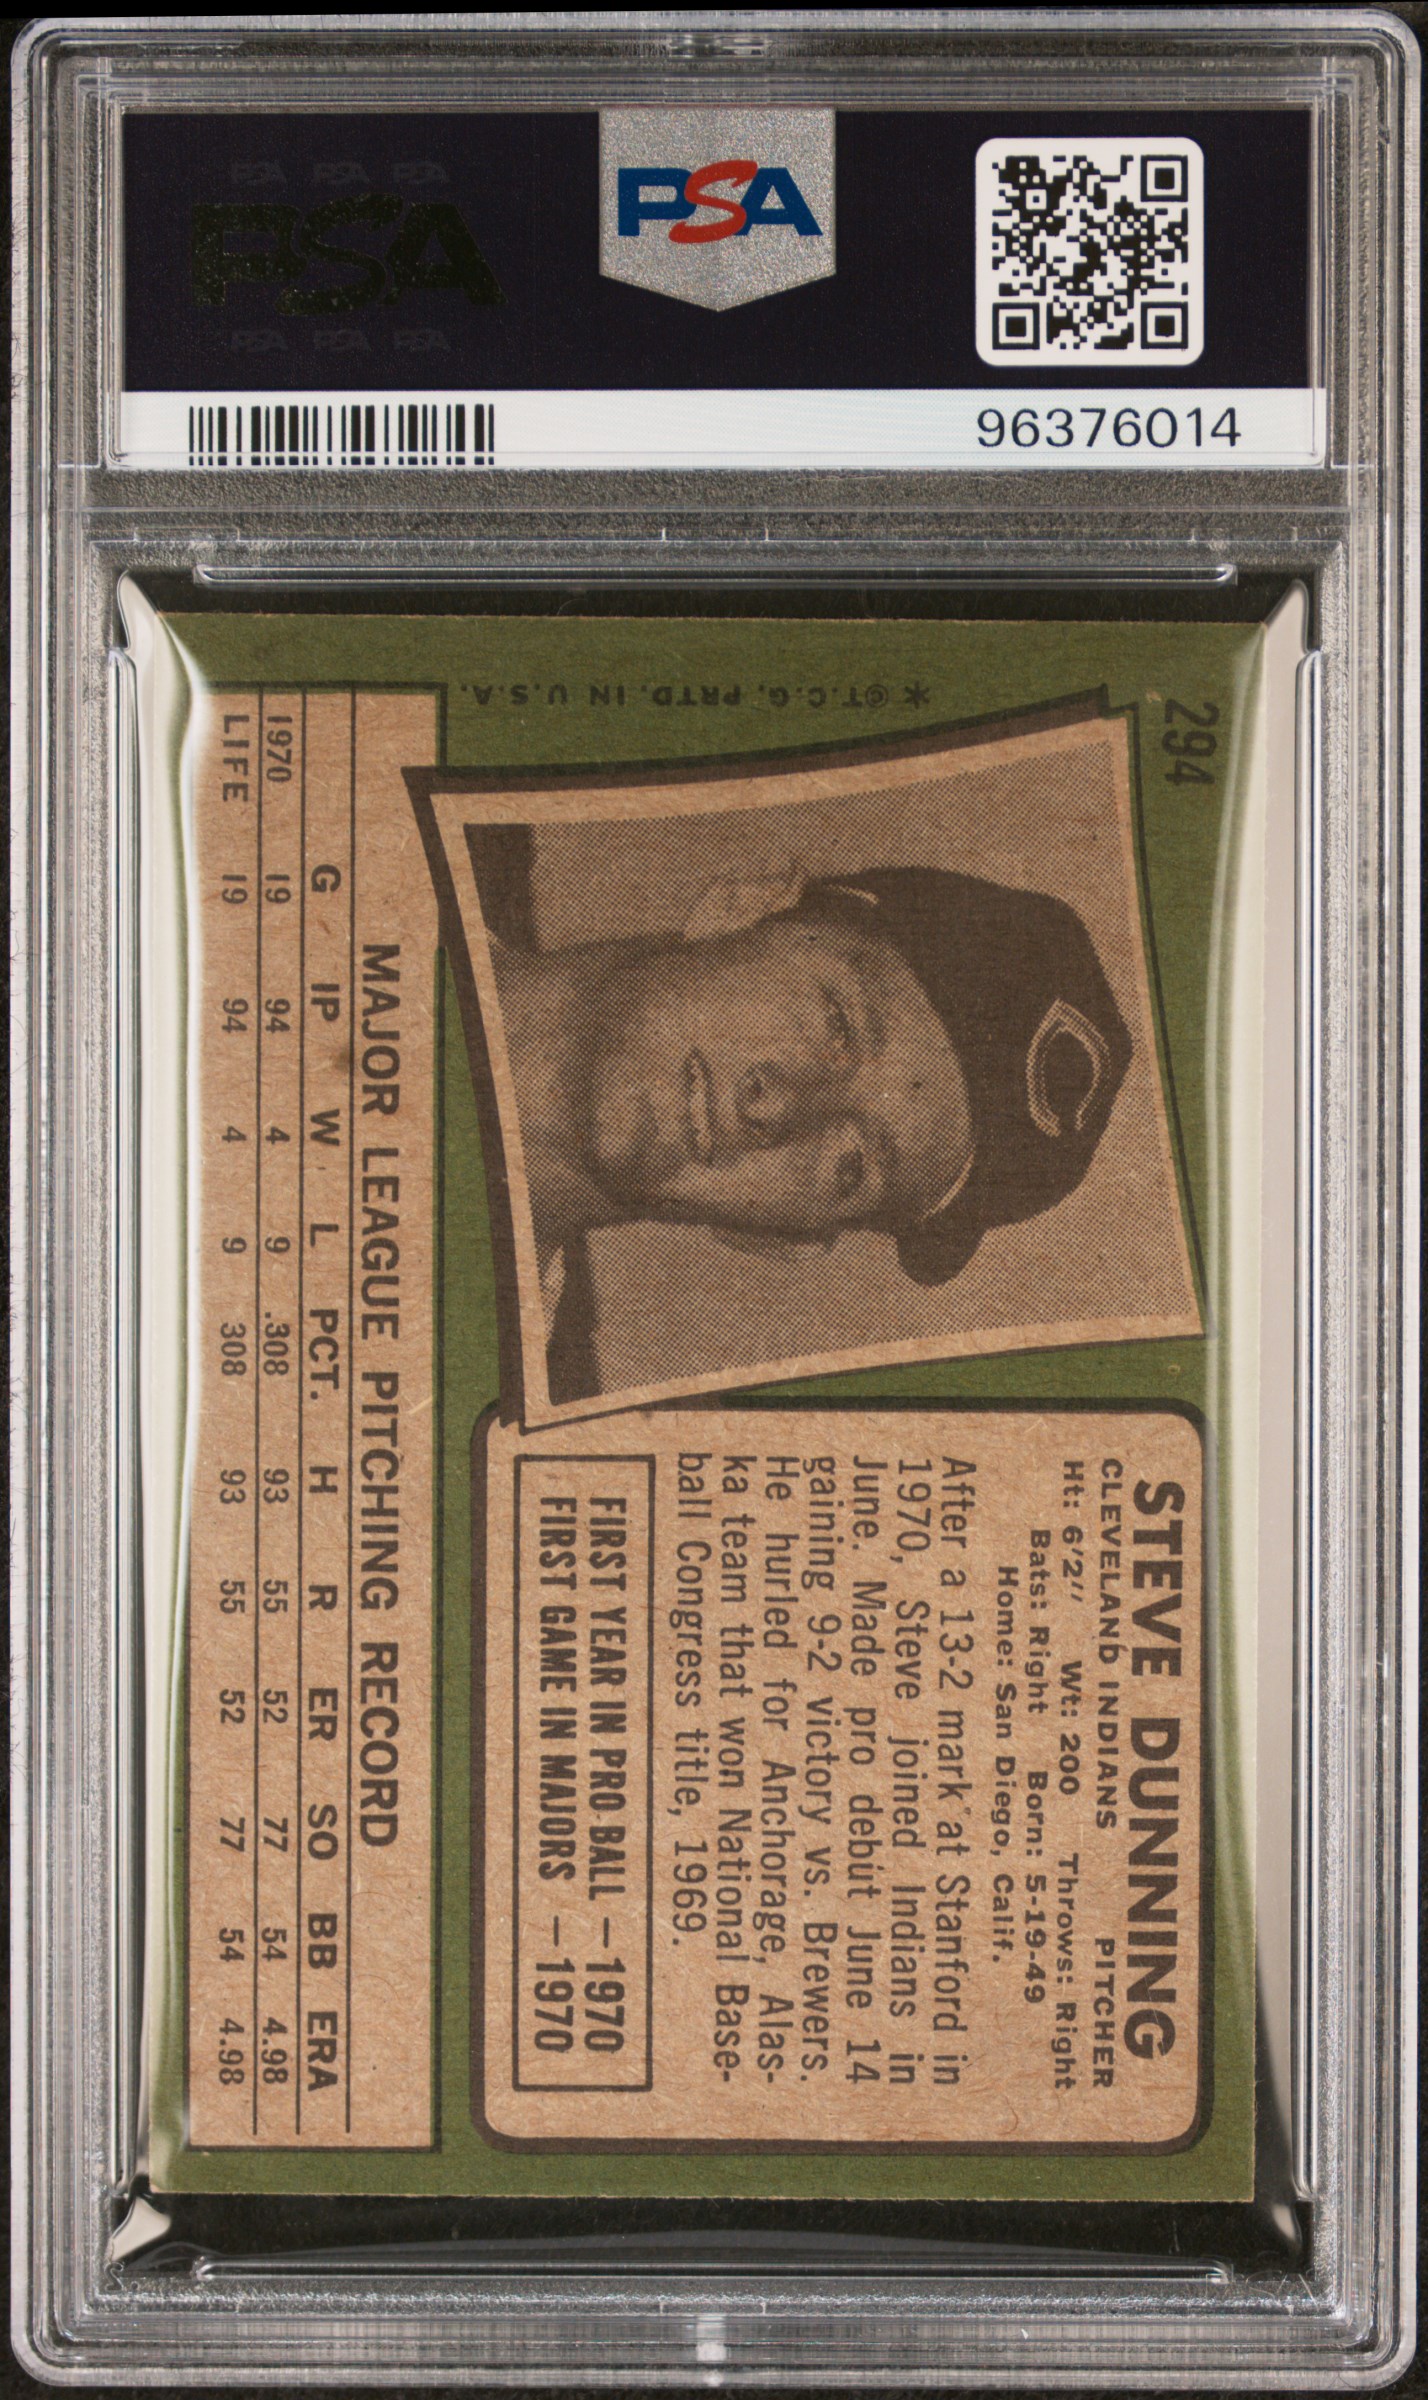 PSA PSA PSA
PSA
PSA PSA PSA
PSA
96376014
294
*©T.C.G. PRTD. IN U.S.A.
STEVE DUNNING
CLEVELAND INDIANS PITCHER
Ht: 6'2" Wt: 200 Throws: Right
Bats: Right Born: 5-19-49
Home: San Diego, Calif.
After a 13-2 mark at Stanford in
1970, Steve joined Indians in
June. Made pro debut June 14
gaining 9-2 victory vs. Brewers.
He hurled for Anchorage, Alas-
ka team that won National Base-
ball Congress title, 1969.
FIRST YEAR IN PRO BALL —1970
FIRST GAME IN MAJORS —1970
MAJOR LEAGUE PITCHING RECORD
G IP W L PCT. H R ER SO BB ERA
1970 19 94 4 9 .308 93 55 52 77 54 4.98
LIFE 19 94 4 9 308 93 55 52 77 54 4.98